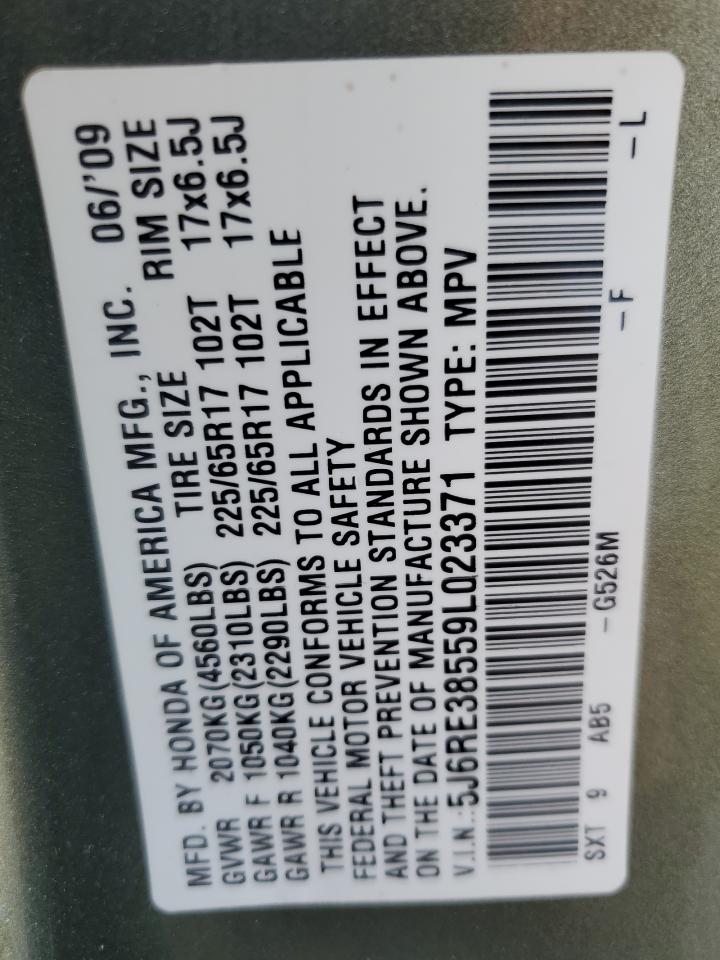 MFD. BY HONDA OF AMERICA MFG., INC. 06/'09
GVWR 2070KG(4560LBS) TIRE SIZE RIM SIZE
GAWR F 1050KG(2310LBS) 225/65R17 102T 17x6.5J
GAWR R 1040KG(2290LBS) 225/65R17 102T 17x6.5J
THIS VEHICLE CONFORMS TO ALL APPLICABLE
FEDERAL MOTOR VEHICLE SAFETY
AND THEFT PREVENTION STANDARDS IN EFFECT
ON THE DATE OF MANUFACTURE SHOWN ABOVE.
V.I.N.:5J6RE38559L023371 TYPE: MPV
SXT 9 AB5 –G526M –F –L